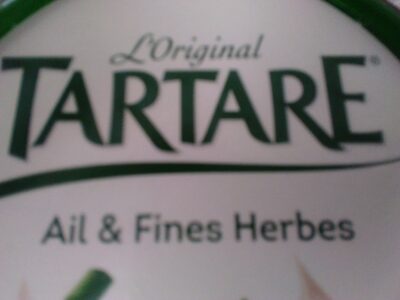 L'Original
TARTARE®
Ail & Fines Herbes